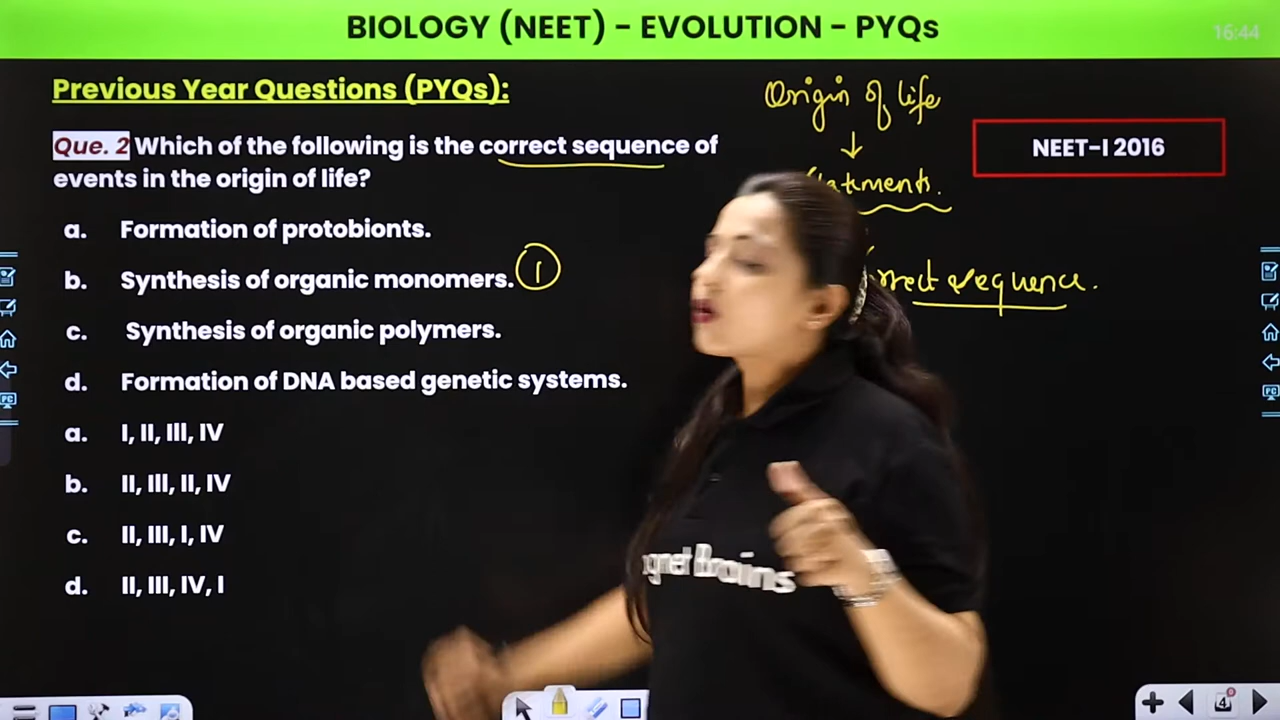 BIOLOGY (NEET) - EVOLUTION - PYQs
16:44
Previous Year Questions (PYQs):
Origin of life
↓
NEET-I 2016
Que. 2 Which of the following is the correct sequence of
events in the origin of life?
a. Formation of protobionts.
b. Synthesis of organic monomers. 1
sequence.
c. Synthesis of organic polymers.
d. Formation of DNA based genetic systems.
a. I, II, III, IV
b. II, III, II, IV
c. II, III, I, IV
d. II, III, IV, I
Brains
4